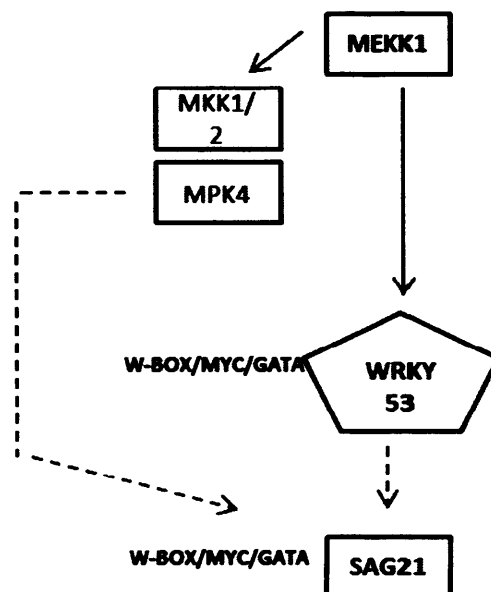 MEKK1
MKK1/
2
MPK4
W-BOX/MYC/GATA
WRKY
53
W-BOX/MYC/GATA
SAG21